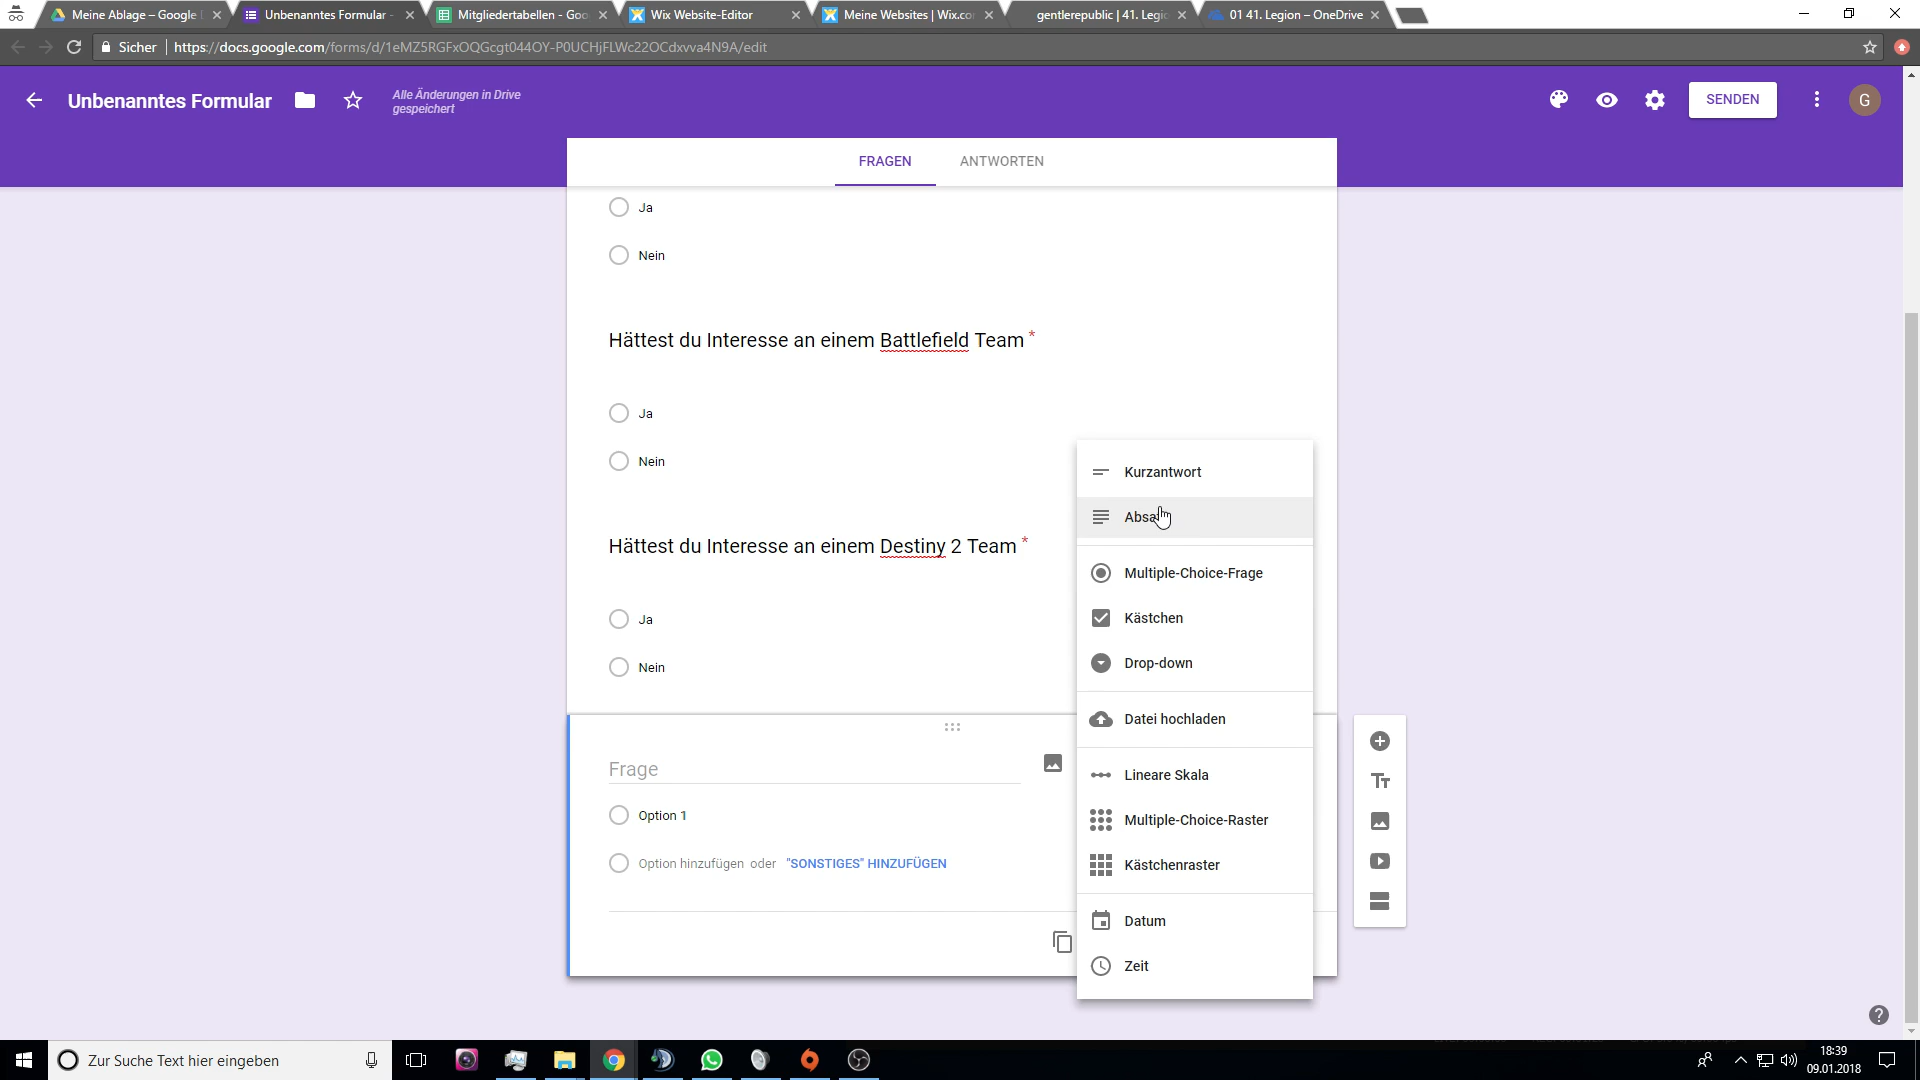 Meine Ablage – Google
Unbenanntes Formular -
Mitgliedertabellen - Goo
Wix Website-Editor
Meine Websites | Wix.co
gentlerepublic | 41. Legio
01 41. Legion – OneDrive
Sicher
https://docs.google.com/forms/d/1eMZ5RGFxOQGcgt044OY-P0UCHjFLWc22OCdxvva4N9A/edit
Unbenanntes Formular
Alle Änderungen in Drive
gespeichert
SENDEN
G
FRAGEN
ANTWORTEN
Ja
Nein
Hättest du Interesse an einem Battlefield Team *
Ja
Nein
Hättest du Interesse an einem Destiny 2 Team *
Ja
Nein
Frage
Option 1
Option hinzufügen oder "SONSTIGES" HINZUFÜGEN
Kurzantwort
Absatz
Multiple-Choice-Frage
Kästchen
Drop-down
Datei hochladen
Lineare Skala
Multiple-Choice-Raster
Kästchenraster
Datum
Zeit
Tт
Zur Suche Text hier eingeben
18:39
09.01.2018